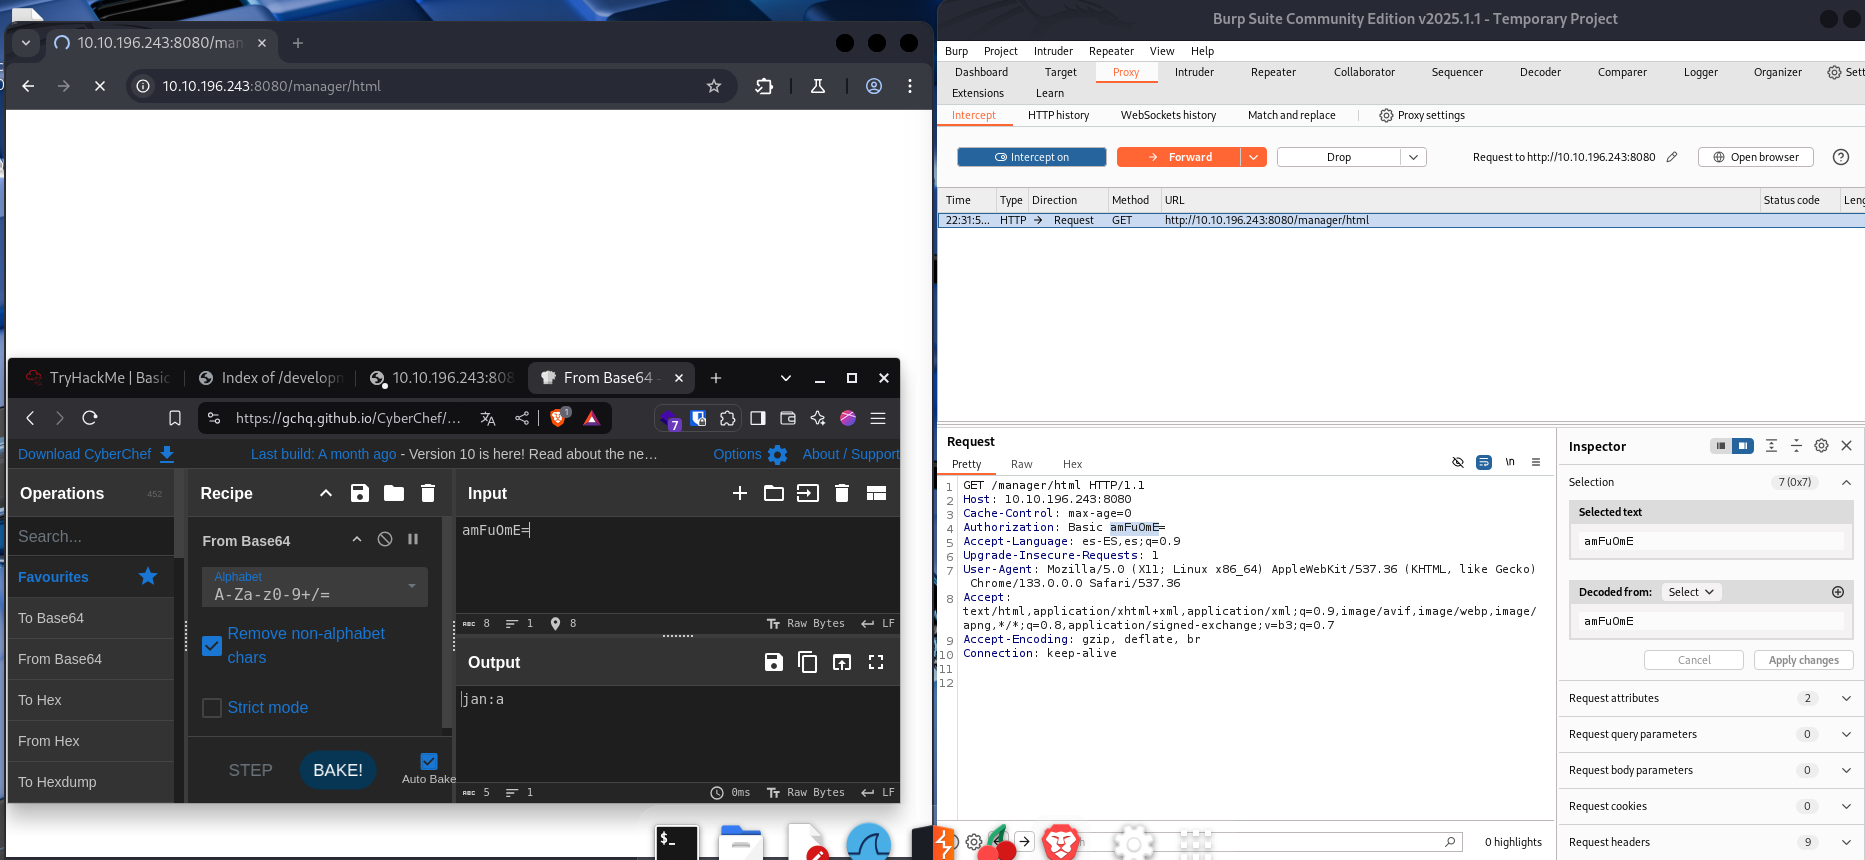 10.10.196.243:8080/man
10.10.196.243:8080/manager/html
TryHackMe | Basic
Index of /developm
10.10.196.243:808
From Base64 -
https://gchq.github.io/CyberChef/...
1
7
Download CyberChef
Last build: A month ago - Version 10 is here! Read about the ne...
Options
About / Support
Operations
452
Search...
Favourites
To Base64
From Base64
To Hex
From Hex
To Hexdump
Recipe
From Base64
Alphabet
A-Za-z0-9+/=
Remove non-alphabet
chars
Strict mode
STEP
BAKE!
Auto Bake
Input
amFuOmE=
ABC 8
1
8
Raw Bytes
LF
Output
jan:a
ABC 5
1
0ms
Raw Bytes
LF
Burp Suite Community Edition v2025.1.1 - Temporary Project
Burp Project Intruder Repeater View Help
Dashboard Target Proxy Intruder Repeater Collaborator Sequencer Decoder Comparer Logger Organizer Sett
Extensions Learn
Intercept HTTP history WebSockets history Match and replace Proxy settings
Intercept on
Forward
Drop
Request to http://10.10.196.243:8080
Open browser
Time Type Direction Method URL Status code Leng
22:31:5... HTTP Request GET http://10.10.196.243:8080/manager/html
Request
Pretty Raw Hex
\n
1 GET /manager/html HTTP/1.1
2 Host: 10.10.196.243:8080
3 Cache-Control: max-age=0
4 Authorization: Basic amFuOmE=
5 Accept-Language: es-ES,es;q=0.9
6 Upgrade-Insecure-Requests: 1
7 User-Agent: Mozilla/5.0 (X11; Linux x86_64) AppleWebKit/537.36 (KHTML, like Gecko)
Chrome/133.0.0.0 Safari/537.36
8 Accept:
text/html,application/xhtml+xml,application/xml;q=0.9,image/avif,image/webp,image/
apng,*/*;q=0.8,application/signed-exchange;v=b3;q=0.7
9 Accept-Encoding: gzip, deflate, br
10 Connection: keep-alive
11
12
0 highlights
Inspector
Selection 7 (0x7)
Selected text
amFuOmE
Decoded from: Select
amFuOmE
Cancel
Apply changes
Request attributes 2
Request query parameters 0
Request body parameters 0
Request cookies 0
Request headers 9
$_